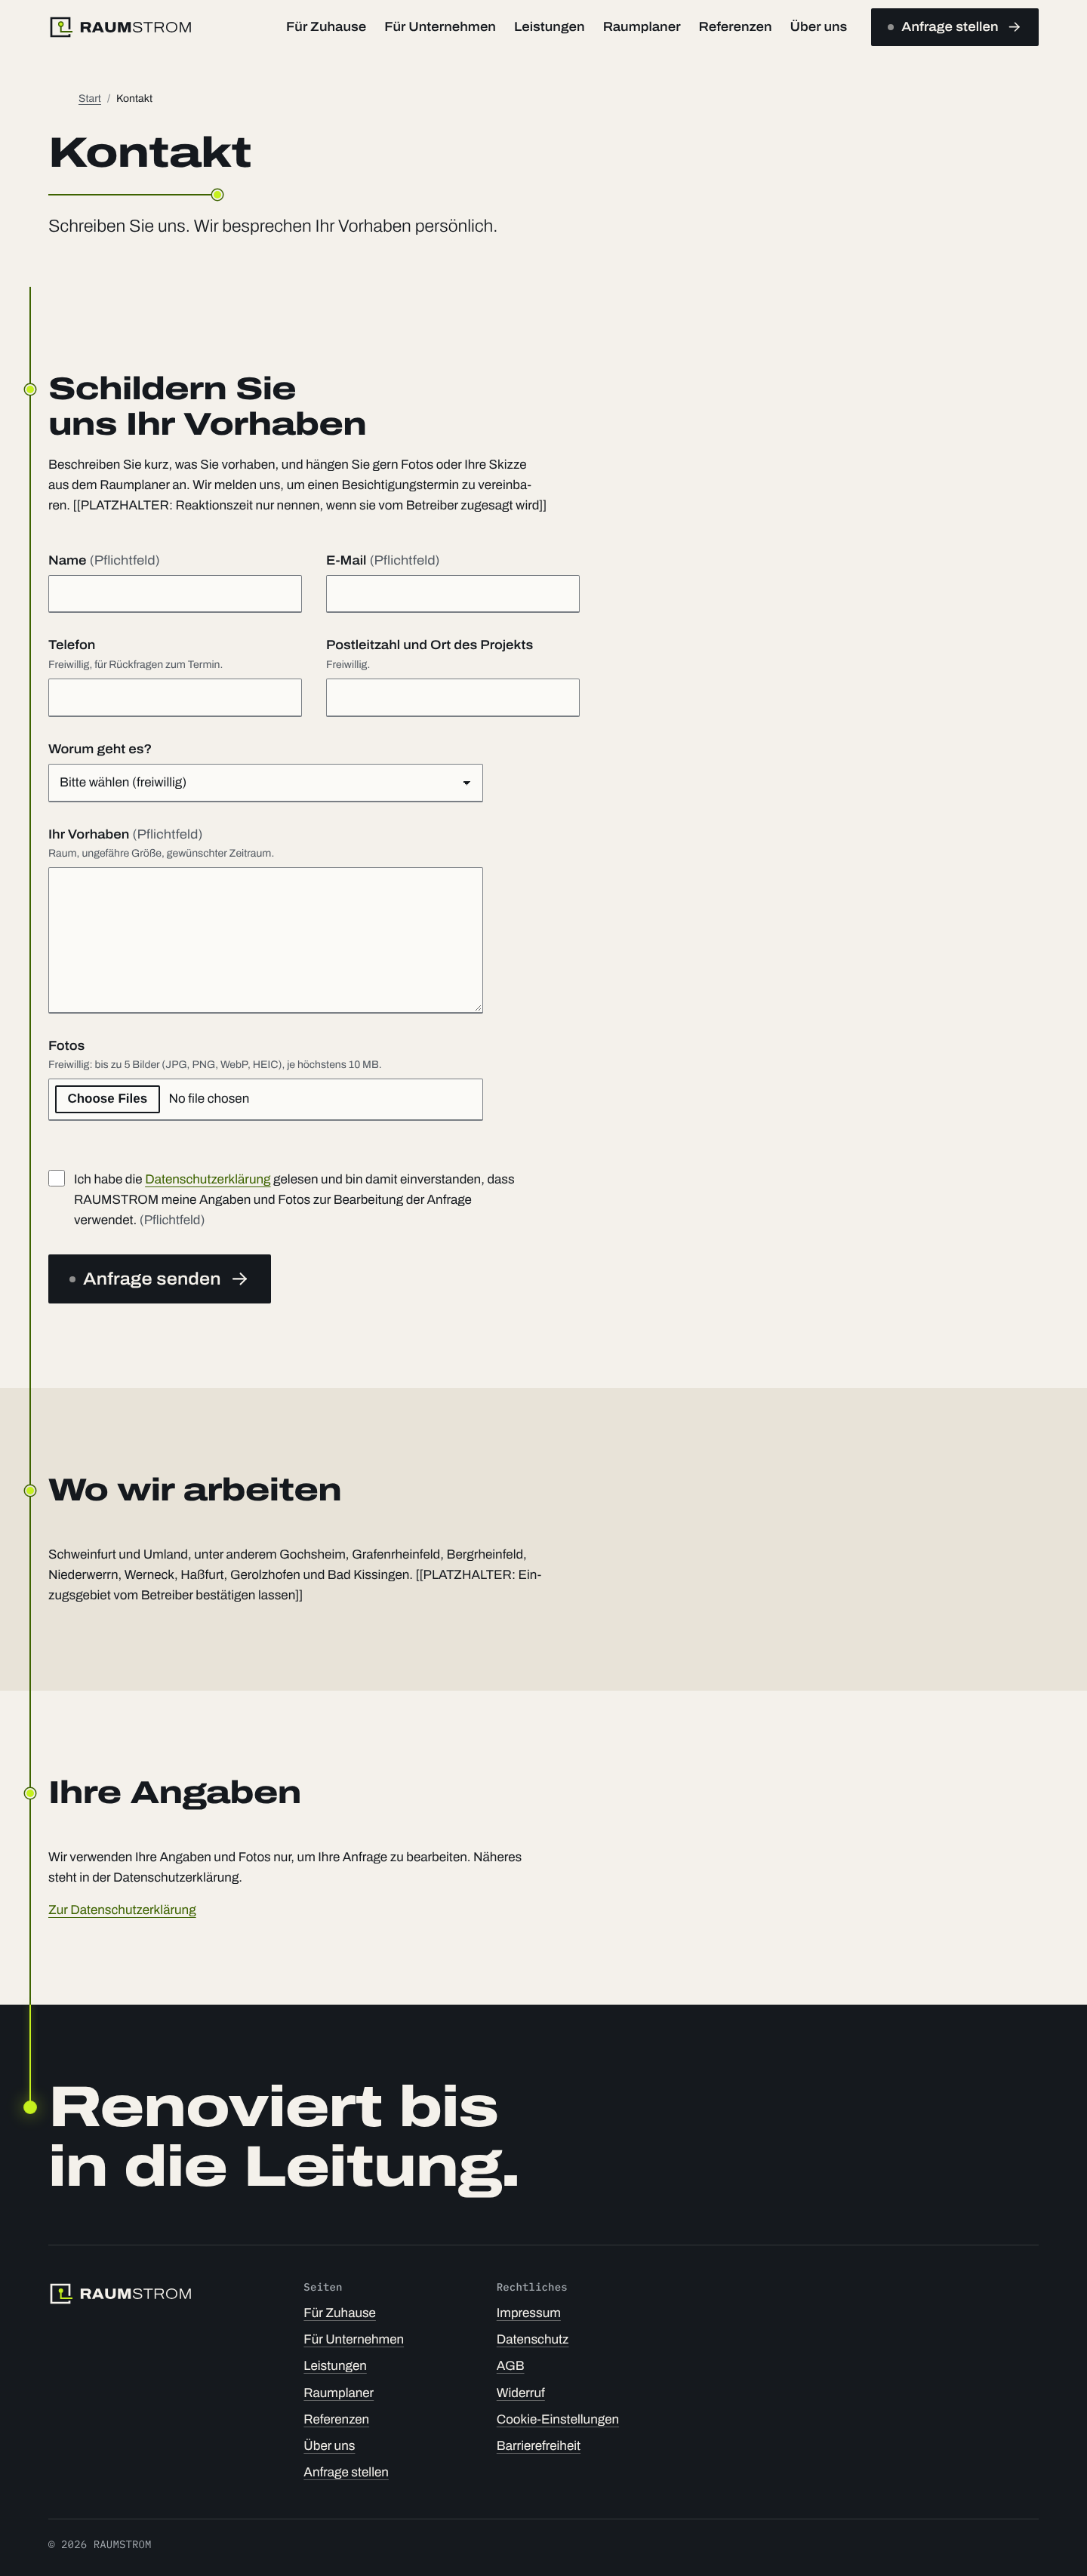 RAUMSTROM
Für Zuhause
Für Unternehmen
Leistungen
Raumplaner
Referenzen
Über uns
Anfrage stellen
Start / Kontakt
Kontakt
Schreiben Sie uns. Wir besprechen Ihr Vorhaben persönlich.
Schildern Sie
uns Ihr Vorhaben
Beschreiben Sie kurz, was Sie vorhaben, und hängen Sie gern Fotos oder Ihre Skizze
aus dem Raumplaner an. Wir melden uns, um einen Besichtigungstermin zu vereinba-
ren. [[PLATZHALTER: Reaktionszeit nur nennen, wenn sie vom Betreiber zugesagt wird]]
Name (Pflichtfeld)
E-Mail (Pflichtfeld)
Telefon
Freiwillig, für Rückfragen zum Termin.
Postleitzahl und Ort des Projekts
Freiwillig.
Worum geht es?
Bitte wählen (freiwillig)
Ihr Vorhaben (Pflichtfeld)
Raum, ungefähre Größe, gewünschter Zeitraum.
Fotos
Freiwillig: bis zu 5 Bilder (JPG, PNG, WebP, HEIC), je höchstens 10 MB.
Choose Files No file chosen
Ich habe die Datenschutzerklärung gelesen und bin damit einverstanden, dass
RAUMSTROM meine Angaben und Fotos zur Bearbeitung der Anfrage
verwendet. (Pflichtfeld)
Anfrage senden
Wo wir arbeiten
Schweinfurt und Umland, unter anderem Gochsheim, Grafenrheinfeld, Bergrheinfeld,
Niederwerrn, Werneck, Haßfurt, Gerolzhofen und Bad Kissingen. [[PLATZHALTER: Ein-
zugsgebiet vom Betreiber bestätigen lassen]]
Ihre Angaben
Wir verwenden Ihre Angaben und Fotos nur, um Ihre Anfrage zu bearbeiten. Näheres
steht in der Datenschutzerklärung.
Zur Datenschutzerklärung
Renoviert bis
in die Leitung.
RAUMSTROM
Seiten
Für Zuhause
Für Unternehmen
Leistungen
Raumplaner
Referenzen
Über uns
Anfrage stellen
Rechtliches
Impressum
Datenschutz
AGB
Widerruf
Cookie-Einstellungen
Barrierefreiheit
© 2026 RAUMSTROM